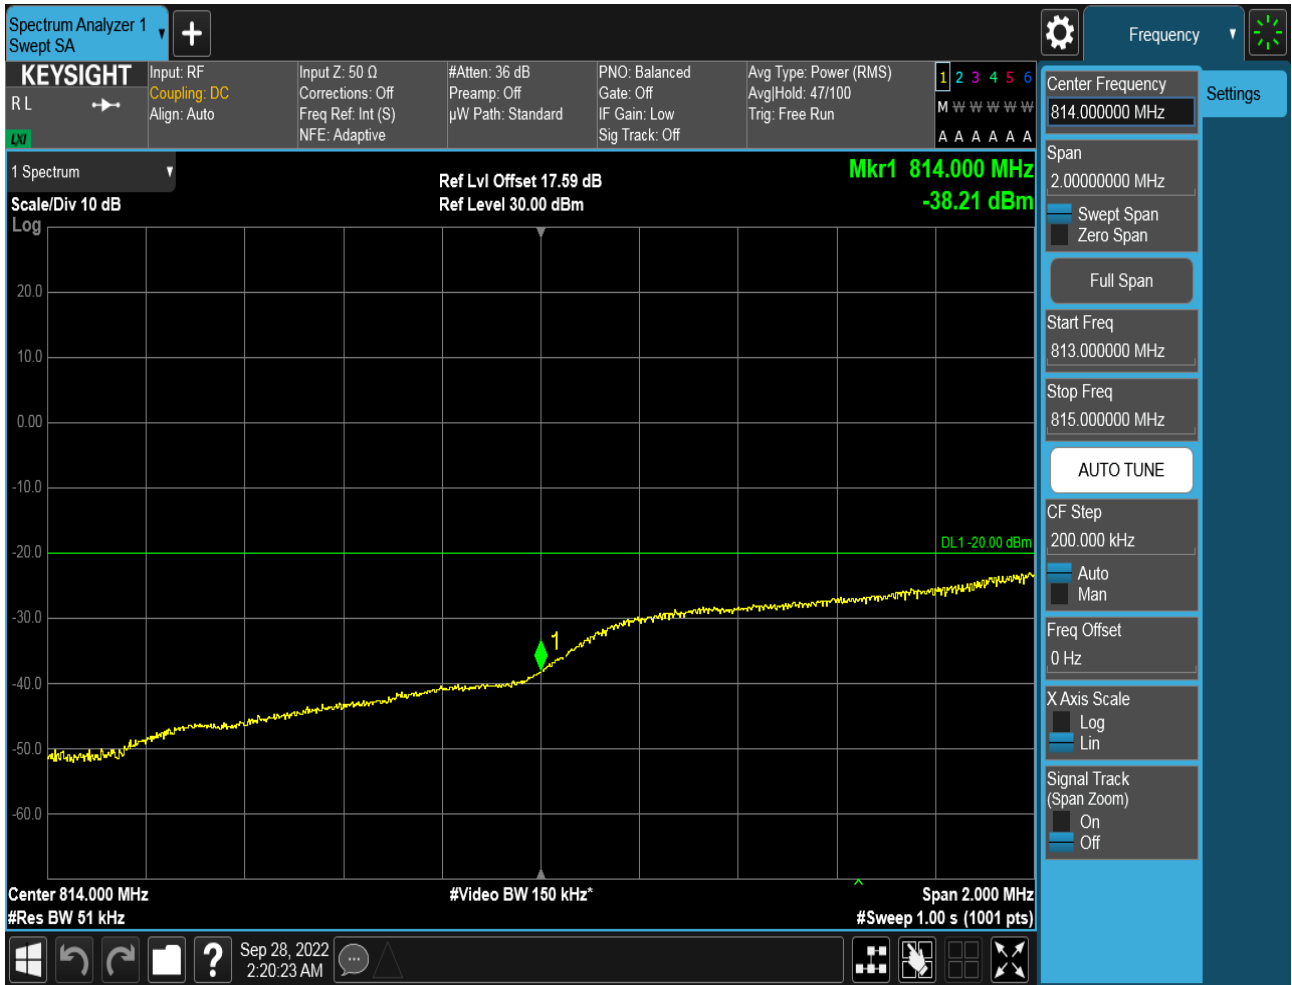 Spectrum Analyzer 1
Swept SA
Frequency
KEYSIGHT
R L
LXI
Input: RF
Coupling: DC
Align: Auto
Input Z: 50 Ω
Corrections: Off
Freq Ref: Int (S)
NFE: Adaptive
#Atten: 36 dB
Preamp: Off
µW Path: Standard
PNO: Balanced
Gate: Off
IF Gain: Low
Sig Track: Off
Avg Type: Power (RMS)
Avg|Hold: 47/100
Trig: Free Run
1 2 3 4 5 6
M W W W W W
A A A A A A
1 Spectrum
Scale/Div 10 dB
Log
Ref Lvl Offset 17.59 dB
Ref Level 30.00 dBm
Mkr1 814.000 MHz
-38.21 dBm
20.0
10.0
0.00
-10.0
-20.0
-30.0
-40.0
-50.0
-60.0
DL1 -20.00 dBm
1
Center 814.000 MHz
#Res BW 51 kHz
#Video BW 150 kHz*
Span 2.000 MHz
#Sweep 1.00 s (1001 pts)
Center Frequency
814.000000 MHz
Settings
Span
2.00000000 MHz
Swept Span
Zero Span
Full Span
Start Freq
813.000000 MHz
Stop Freq
815.000000 MHz
AUTO TUNE
CF Step
200.000 kHz
Auto
Man
Freq Offset
0 Hz
X Axis Scale
Log
Lin
Signal Track
(Span Zoom)
On
Off
?
Sep 28, 2022
2:20:23 AM